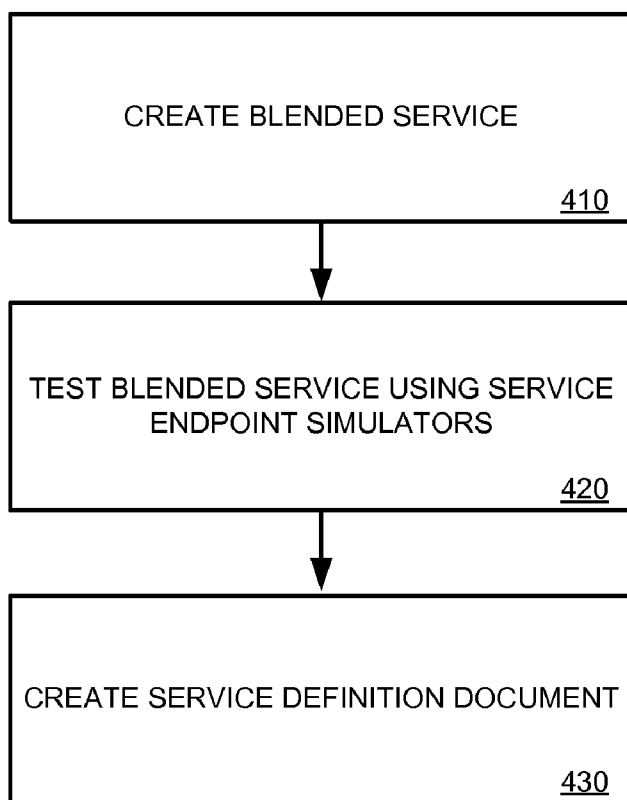 CREATE BLENDED SERVICE
410
TEST BLENDED SERVICE USING SERVICE
ENDPOINT SIMULATORS
420
CREATE SERVICE DEFINITION DOCUMENT
430